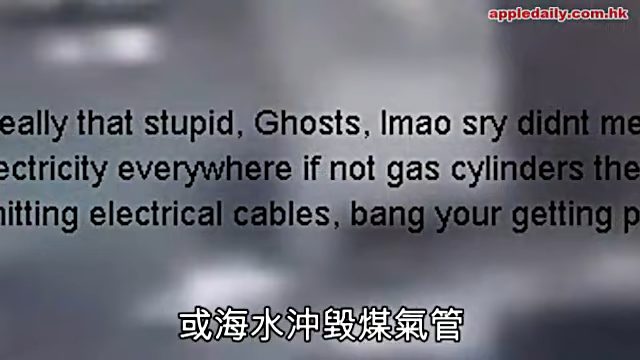 appledaily.com.hk
eally that stupid, Ghosts, lmao sry didnt me
ectricity everywhere if not gas cylinders the
itting electrical cables, bang your getting p
或海水沖毀煤氣管